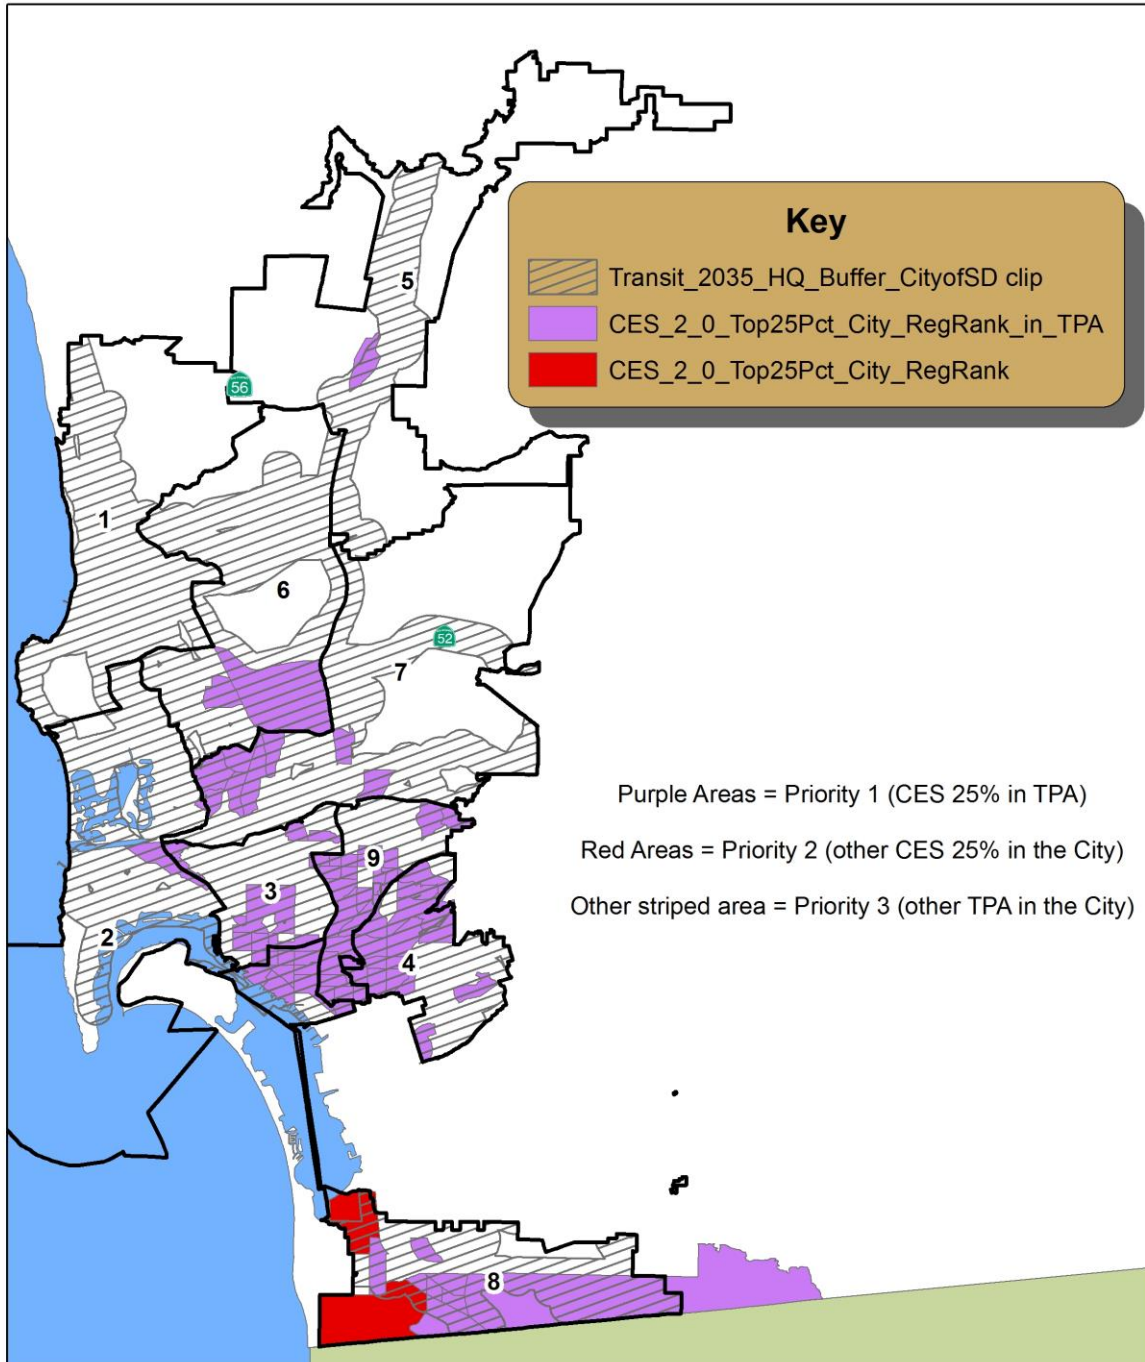 Key
Transit_2035_HQ_Buffer_CityofSD clip
CES_2_0_Top25Pct_City_RegRank_in_TPA
CES_2_0_Top25Pct_City_RegRank
5
56
1
6
52
7
Purple Areas = Priority 1 (CES 25% in TPA)
Red Areas = Priority 2 (other CES 25% in the City)
Other striped area = Priority 3 (other TPA in the City)
9
3
2
4
8